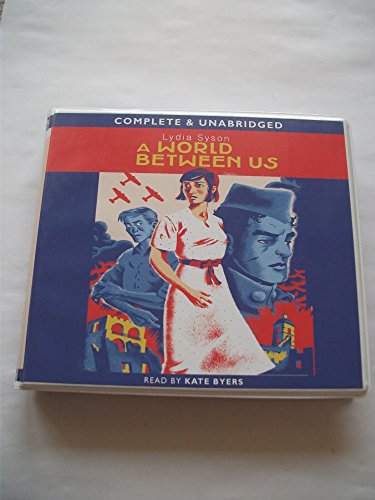 COMPLETE & UNABRIDGED
Lydia Syson
A WORLD
BETWEEN US
READ BY KATE BYERS